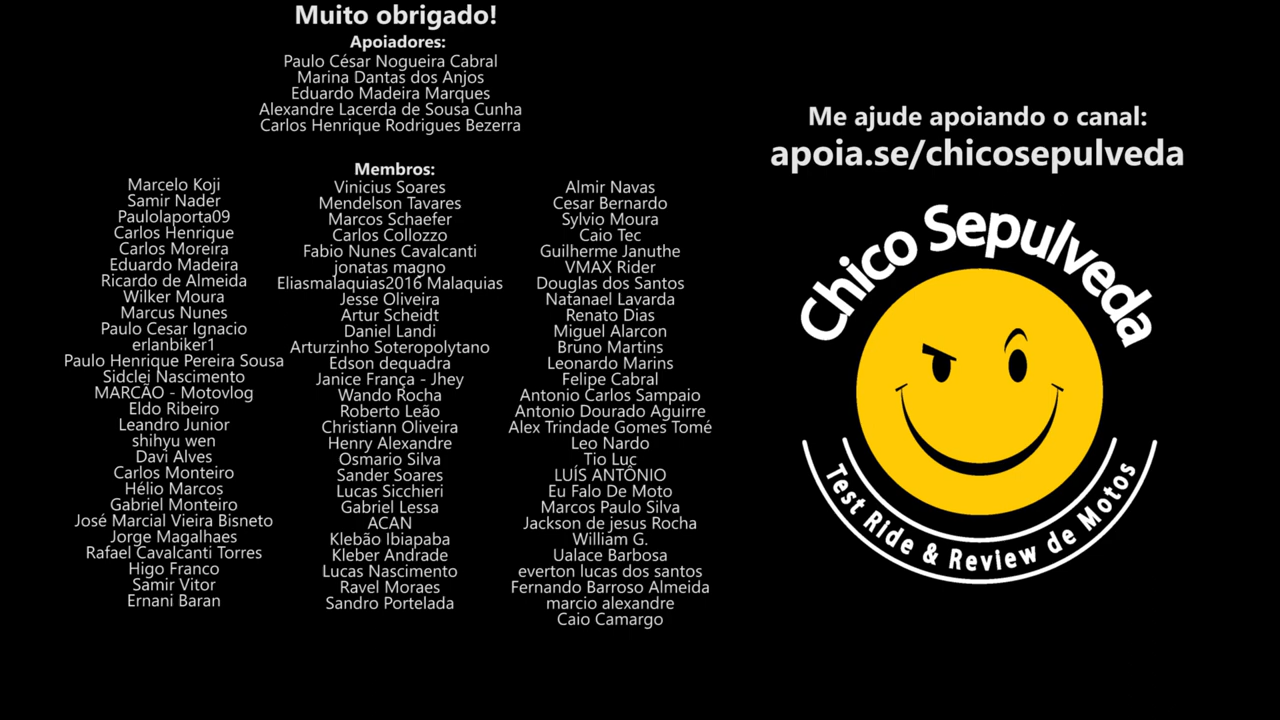 Muito obrigado!
Apoiadores:
Paulo César Nogueira Cabral
Marina Dantas dos Anjos
Eduardo Madeira Marques
Alexandre Lacerda de Sousa Cunha
Carlos Henrique Rodrigues Bezerra
Membros:
Marcelo Koji
Samir Nader
Paulolaporta09
Carlos Henrique
Carlos Moreira
Eduardo Madeira
Ricardo de Almeida
Wilker Moura
Marcus Nunes
Paulo Cesar Ignacio
erlanbiker1
Paulo Henrique Pereira Sousa
Sidclei Nascimento
MARCÃO - Motovlog
Eldo Ribeiro
Leandro Junior
shihyu wen
Davi Alves
Carlos Monteiro
Hélio Marcos
Gabriel Monteiro
José Marcial Vieira Bisneto
Jorge Magalhaes
Rafael Cavalcanti Torres
Higo Franco
Samir Vitor
Ernani Baran
Vinicius Soares
Mendelson Tavares
Marcos Schaefer
Carlos Collozzo
Fabio Nunes Cavalcanti
jonatas magno
Eliasmalaquias2016 Malaquias
Jesse Oliveira
Artur Scheidt
Daniel Landi
Arturzinho Soteropolytano
Edson dequadra
Janice França - Jhey
Wando Rocha
Roberto Leão
Christiann Oliveira
Henry Alexandre
Osmario Silva
Sander Soares
Lucas Sicchieri
Gabriel Lessa
ACAN
Klebão Ibiapaba
Kleber Andrade
Lucas Nascimento
Ravel Moraes
Sandro Portelada
Almir Navas
Cesar Bernardo
Sylvio Moura
Caio Tec
Guilherme Januthe
VMAX Rider
Douglas dos Santos
Natanael Lavarda
Renato Dias
Miguel Alarcon
Bruno Martins
Leonardo Marins
Felipe Cabral
Antonio Carlos Sampaio
Antonio Dourado Aguirre
Alex Trindade Gomes Tomé
Leo Nardo
Tio Luc
LUÍS ANTÔNIO
Eu Falo De Moto
Marcos Paulo Silva
Jackson de jesus Rocha
William G.
Ualace Barbosa
everton lucas dos santos
Fernando Barroso Almeida
marcio alexandre
Caio Camargo
Me ajude apoiando o canal:
apoia.se/chicosepulveda
Chico Sepulveda
Test Ride & Review de Motos